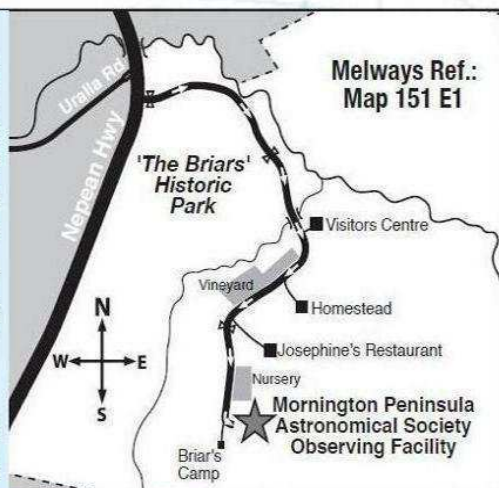 Melways Ref.:
Map 151 E1
Uralla Rd
Nepean Hwy
'The Briars'
Historic
Park
Visitors Centre
Vineyard
Homestead
Josephine's Restaurant
Nursery
N
W E
S
Mornington Peninsula
Astronomical Society
Observing Facility
Briar's
Camp